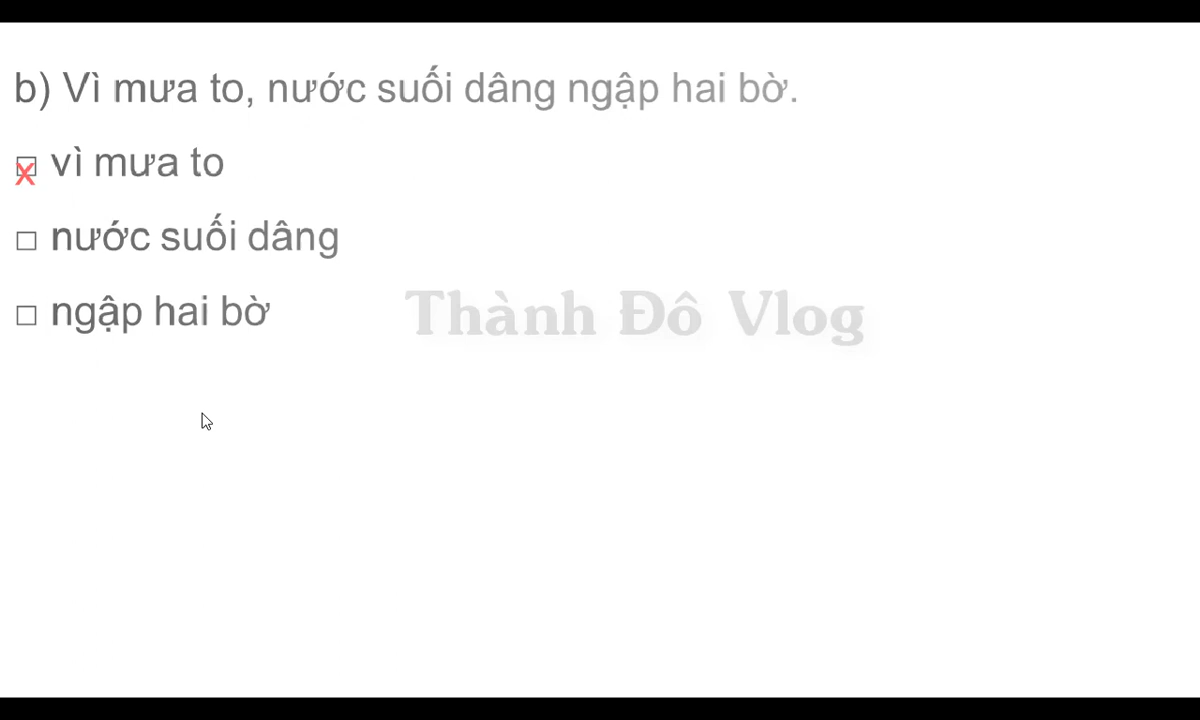 b) Vì mưa to, nước suối dâng ngập hai bờ.
☒ vì mưa to
□ nước suối dâng
□ ngập hai bờ
Thành Đô Vlog